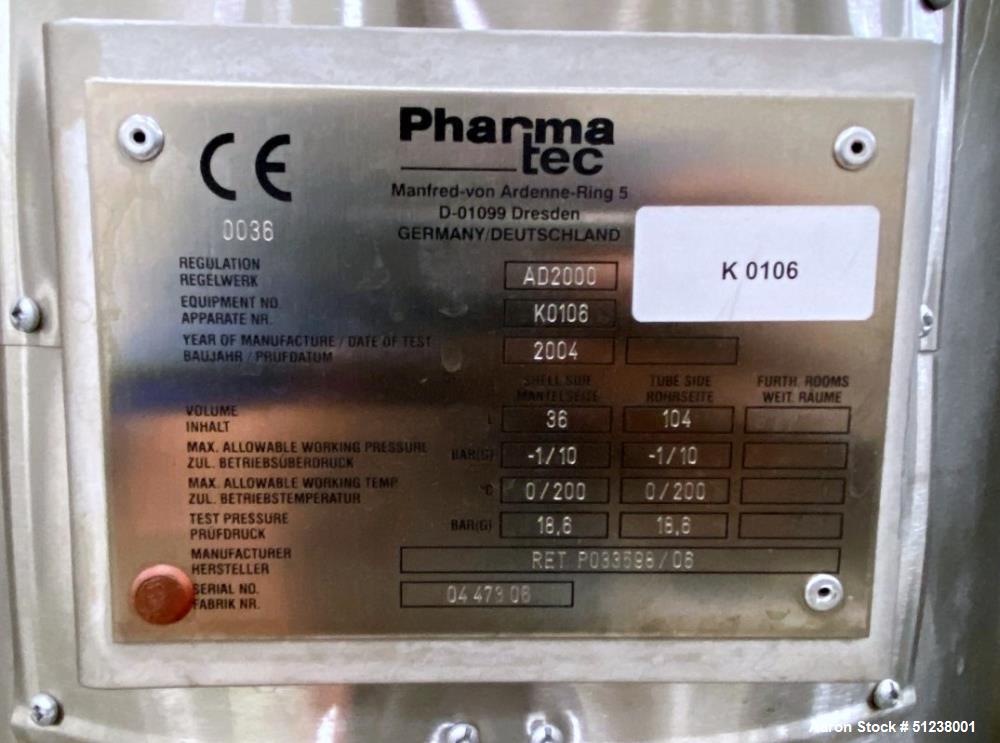 CE
0036
Pharma
tec
Manfred-von Ardenne-Ring 5
D-01099 Dresden
GERMANY/DEUTSCHLAND
K 0106
REGULATION
REGELWERK
AD2000
EQUIPMENT NO.
APPARATE NR.
K0106
YEAR OF MANUFACTURE / DATE OF TEST
BAUJAHR / PRÜFDATUM
2004
SHELL SIDE TUBE SIDE FURTH. ROOMS
MANTELSEITE ROHRSEITE WEIT. RÄUME
VOLUME
INHALT
L 36 104
MAX. ALLOWABLE WORKING PRESSURE
ZUL. BETRIEBSÜBERDRUCK
BAR(G) -1/10 -1/10
MAX. ALLOWABLE WORKING TEMP
ZUL. BETRIEBSTEMPERATUR
°C 0/200 0/200
TEST PRESSURE
PRÜFDRUCK
BAR(G) 18,6 18,6
MANUFACTURER
HERSTELLER
RET P033598/06
SERIAL NO.
FABRIK NR.
04 473 06
Aaron Stock # 51238001